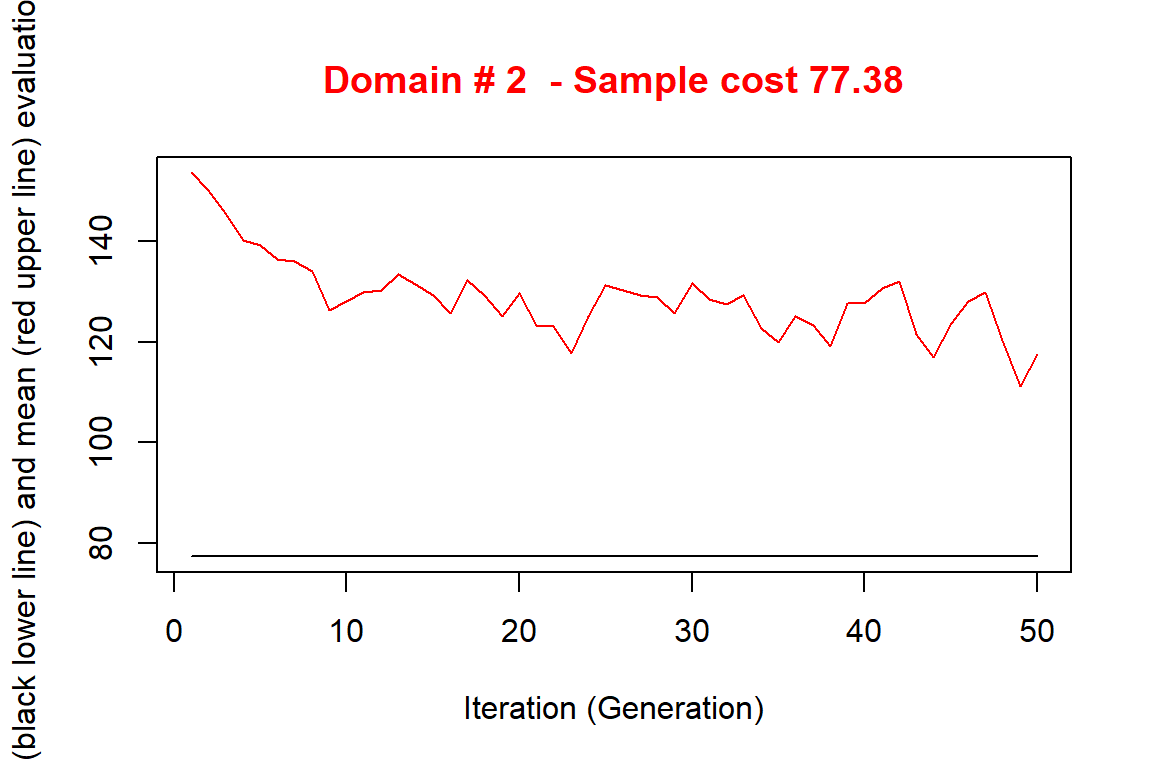 Domain # 2  - Sample cost 77.38
(black lower line) and mean (red upper line) evaluatio
140
120
100
80
0 10 20 30 40 50
Iteration (Generation)